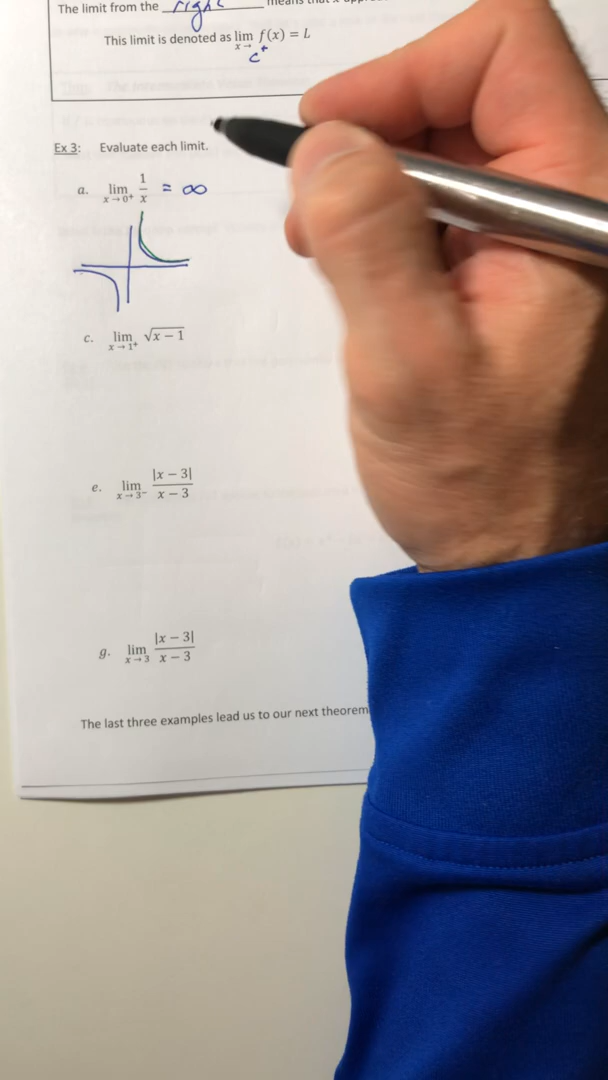 The limit from the right means that x
This limit is denoted as lim x→c⁺ f(x) = L
Ex 3: Evaluate each limit.
a. lim x→0⁺ 1/x = ∞
c. lim x→1⁺ √(x − 1)
e. lim x→3⁻ |x − 3|/(x − 3)
g. lim x→3 |x − 3|/(x − 3)
The last three examples lead us to our next theorem